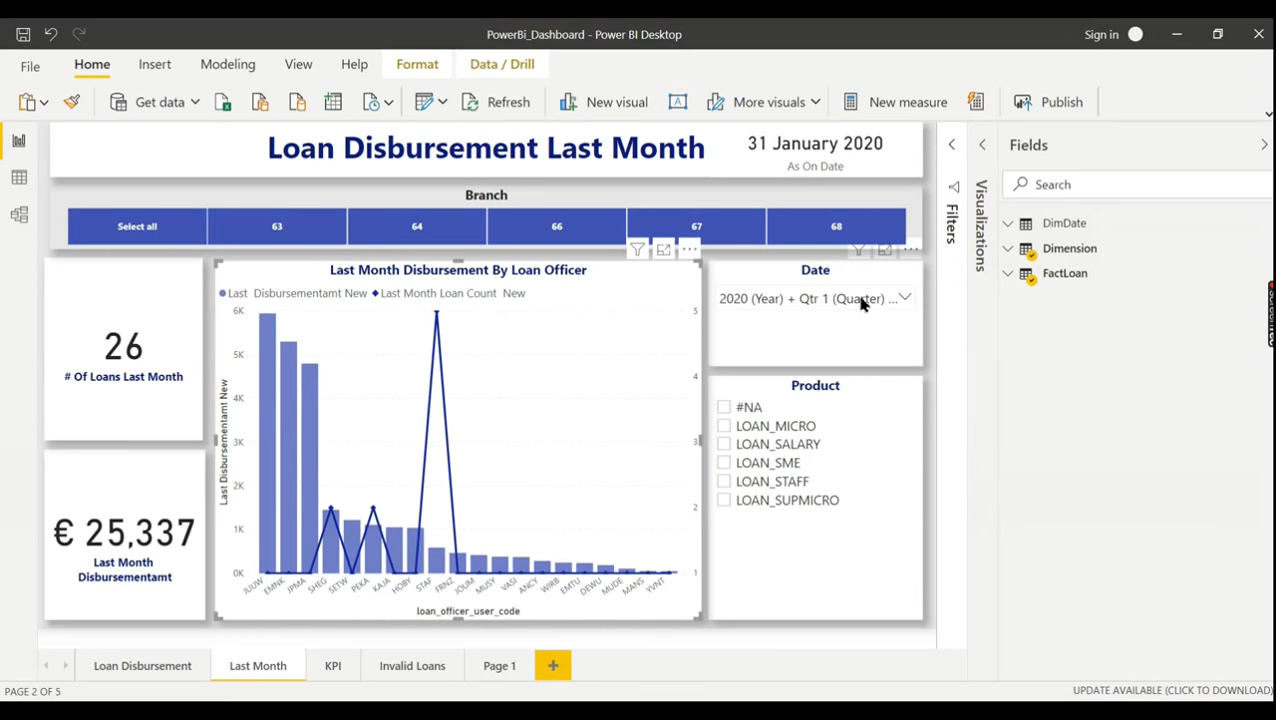 PowerBi_Dashboard - Power BI Desktop
Sign in
File Home Insert Modeling View Help Format Data / Drill
Get data Refresh New visual More visuals New measure Publish
Loan Disbursement Last Month
31 January 2020
As On Date
Branch
Select all 63 64 66 67 68
26
# Of Loans Last Month
€ 25,337
Last Month
Disbursementamt
Last Month Disbursement By Loan Officer
Last Disbursementamt New Last Month Loan Count New
Last Disbursementamt New
6K
5K
4K
3K
2K
1K
0K
5
4
3
2
1
JUUW EMNK JPMA SHEG SETW PEKA KAJA HOBY STAF FRNZ JOUM MUSY VASI ANCY WIRB EMTU DEWU MUDE MANS YVNT
loan_officer_user_code
Date
2020 (Year) + Qtr 1 (Quarter) ...
Product
#NA
LOAN_MICRO
LOAN_SALARY
LOAN_SME
LOAN_STAFF
LOAN_SUPMICRO
Filters
Visualizations
Fields
Search
DimDate
Dimension
FactLoan
Loan Disbursement Last Month KPI Invalid Loans Page 1
PAGE 2 OF 5
UPDATE AVAILABLE (CLICK TO DOWNLOAD)